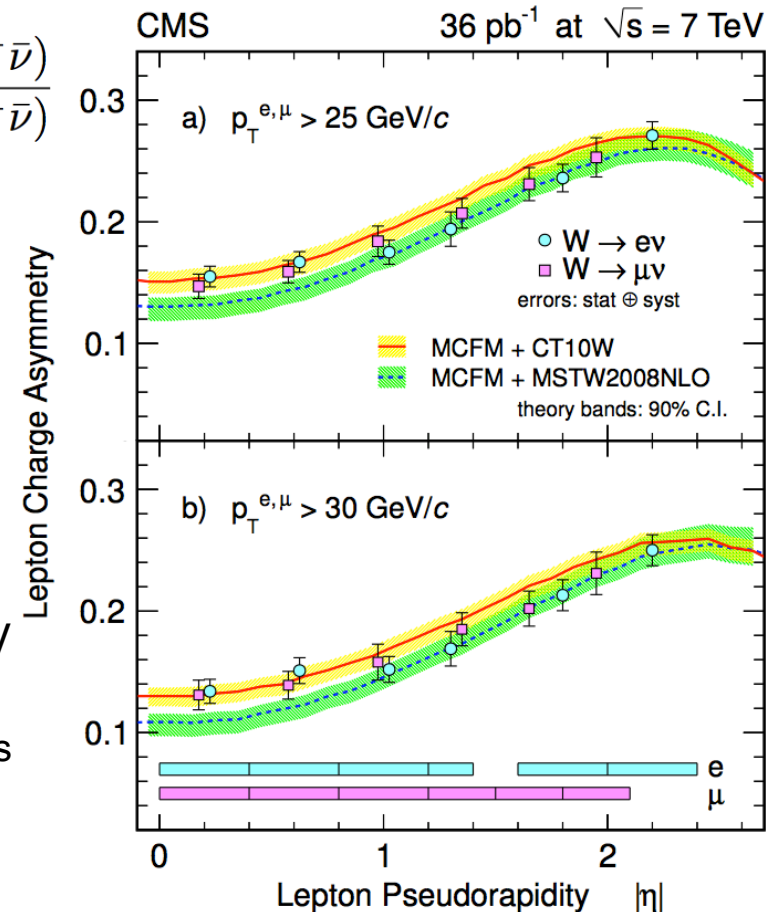 CMS 36 pb⁻¹ at √s = 7 TeV
ν̄)
ν̄)
0.3
a) p_T^{e,μ} > 25 GeV/c
0.2
W → eν
W → μν
errors: stat ⊕ syst
0.1
MCFM + CT10W
MCFM + MSTW2008NLO
theory bands: 90% C.I.
Lepton Charge Asymmetry
0.3
b) p_T^{e,μ} > 30 GeV/c
0.2
0.1
s
e
μ
0 1 2
Lepton Pseudorapidity |η|